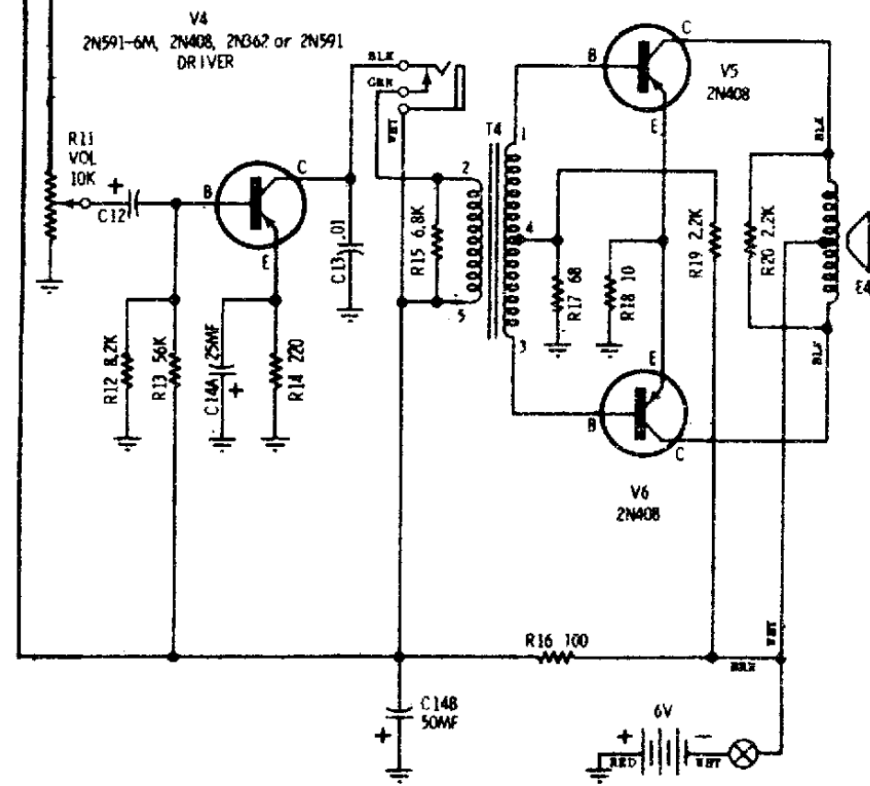 V4
2N591-6M, 2N408, 2N362 or 2N591
DRIVER
R11
VOL
10K
+
C12
B
C
E
R12 8.2K
R13 56K
C14A 25MF
+
R14 220
C13 .01
BLK
GRN
WHT
R15 6.8K
2
5
T4
1
4
3
R17 68
R18 10
B
C
E
V5
2N408
R19 2.2K
R20 2.2K
BLK
BLK
E
B
C
V6
2N408
R16 100
BLK
WHT
C14B
50MF
+
6V
+
-
RED
WHT